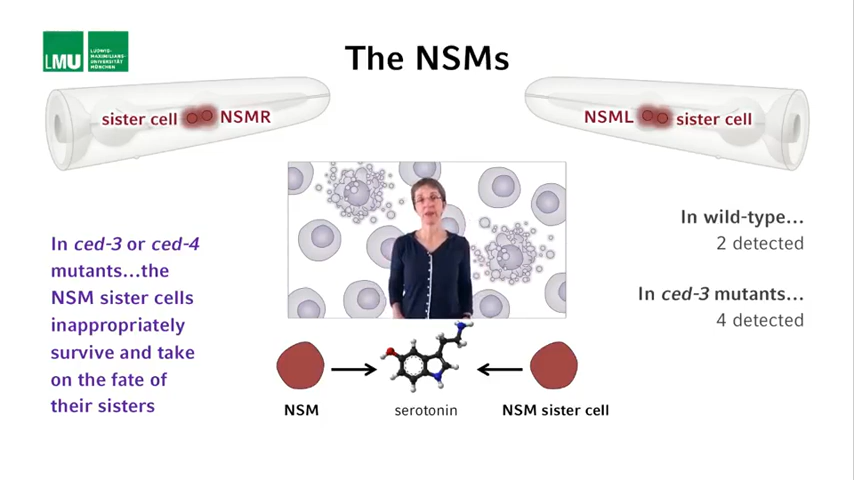 The NSMs
LMU
LUDWIG-
MAXIMILIANS-
UNIVERSITÄT
MÜNCHEN
sister cell NSMR
NSML sister cell
In wild-type...
2 detected
In ced-3 or ced-4
mutants...the
NSM sister cells
inappropriately
survive and take
on the fate of
their sisters
In ced-3 mutants...
4 detected
NSM
serotonin
NSM sister cell